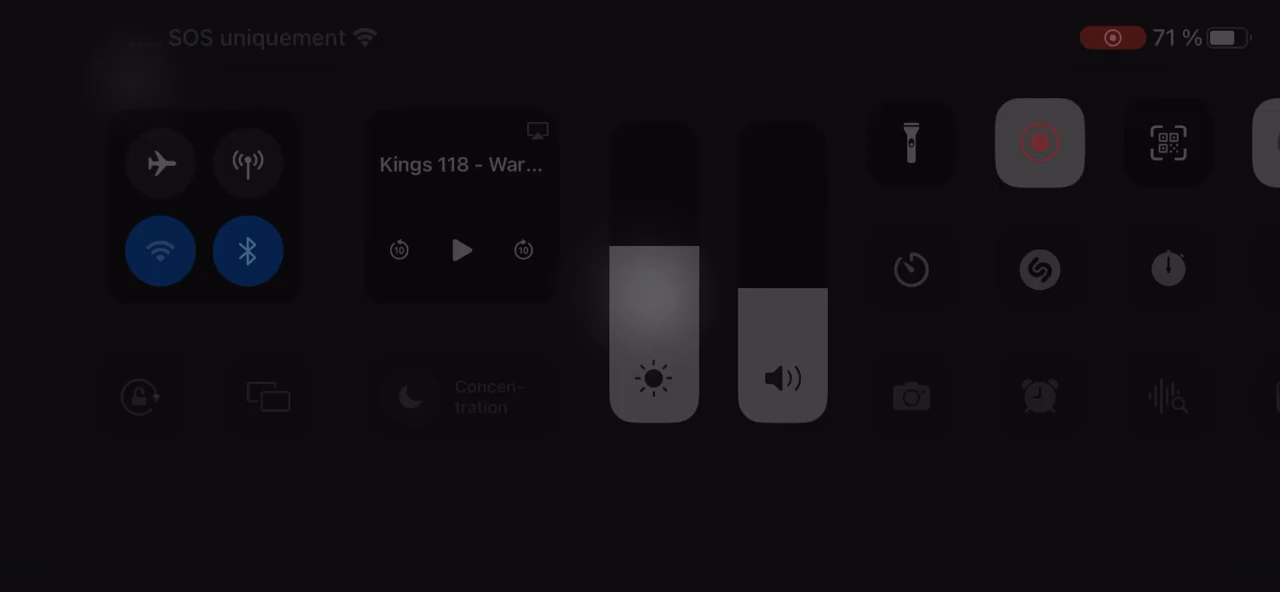 SOS uniquement
71 %
Kings 118 - War...
10
10
Concen-
tration